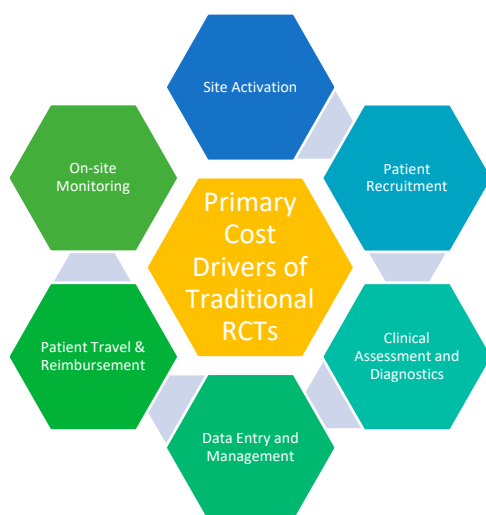 Site Activation
Patient
Recruitment
Clinical
Assessment and
Diagnostics
Data Entry and
Management
Patient Travel &
Reimbursement
On-site
Monitoring
Primary
Cost
Drivers of
Traditional
RCTs